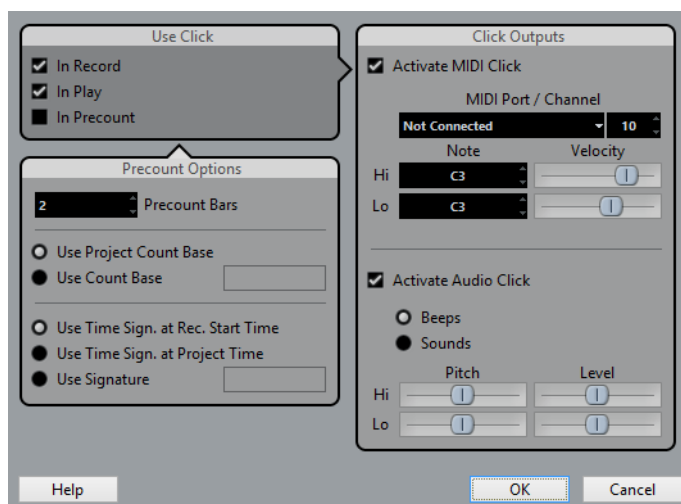 Use Click
In Record
In Play
In Precount
Precount Options
2 Precount Bars
Use Project Count Base
Use Count Base
Use Time Sign. at Rec. Start Time
Use Time Sign. at Project Time
Use Signature
Click Outputs
Activate MIDI Click
MIDI Port / Channel
Not Connected 10
Note Velocity
Hi C3
Lo C3
Activate Audio Click
Beeps
Sounds
Pitch Level
Hi
Lo
Help OK Cancel